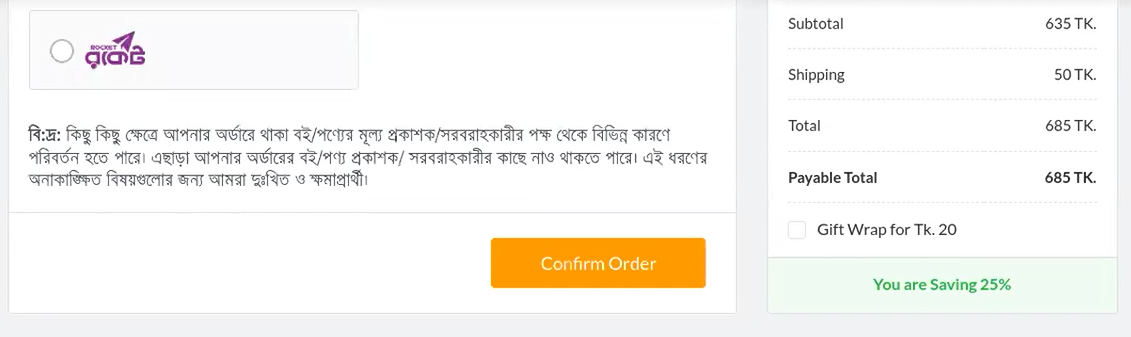 ROCKET
রকেট
বি:দ্র: কিছু কিছু ক্ষেত্রে আপনার অর্ডারে থাকা বই/পণ্যের মূল্য প্রকাশক/সরবরাহকারীর পক্ষ থেকে বিভিন্ন কারণে
পরিবর্তন হতে পারে। এছাড়া আপনার অর্ডারের বই/পণ্য প্রকাশক/ সরবরাহকারীর কাছে নাও থাকতে পারে। এই ধরণের
অনাকাঙ্ক্ষিত বিষয়গুলোর জন্য আমরা দুঃখিত ও ক্ষমাপ্রার্থী।
Confirm Order
Subtotal 635 TK.
Shipping 50 TK.
Total 685 TK.
Payable Total 685 TK.
Gift Wrap for Tk. 20
You are Saving 25%